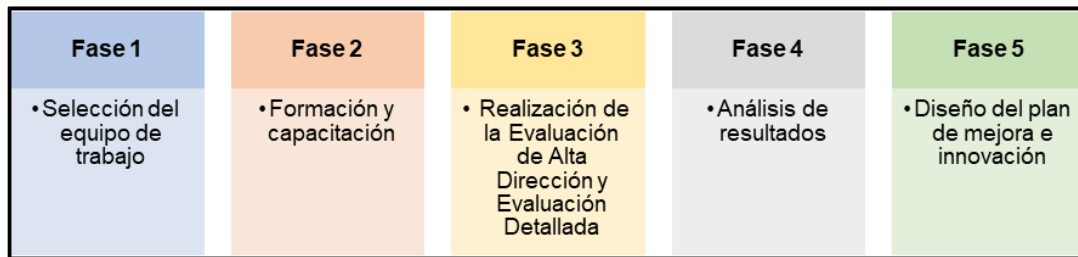 Fase 1
• Selección del
equipo de
trabajo
Fase 2
• Formación y
capacitación
Fase 3
• Realización de
la Evaluación
de Alta
Dirección y
Evaluación
Detallada
Fase 4
• Análisis de
resultados
Fase 5
• Diseño del plan
de mejora e
innovación